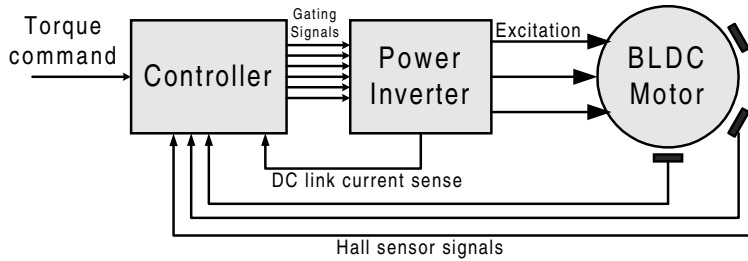 Torque
command
Controller
Gating
Signals
Power
Inverter
Excitation
BLDC
Motor
DC link current sense
Hall sensor signals